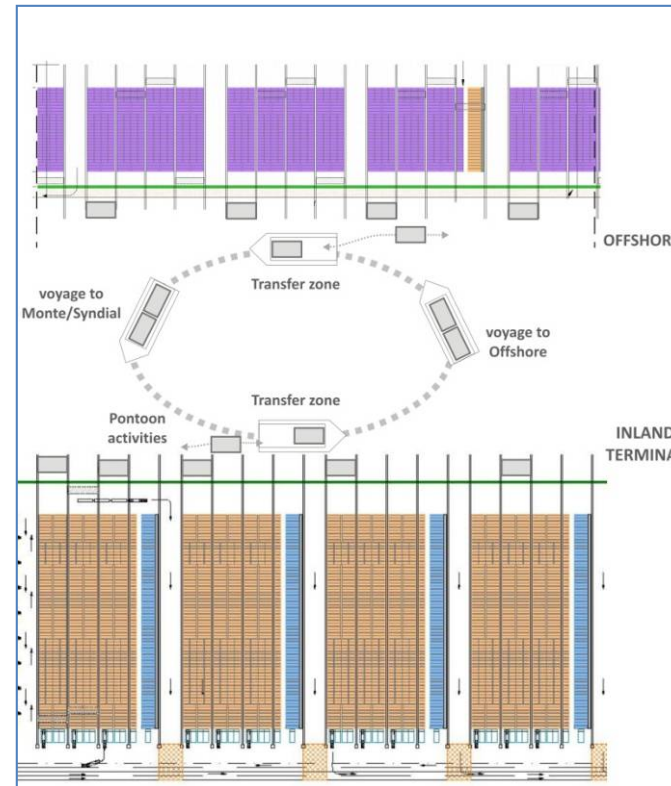 OFFSHOR
Transfer zone
voyage to
Monte/Syndial
voyage to
Offshore
Transfer zone
Pontoon
activities
INLAND
TERMINA